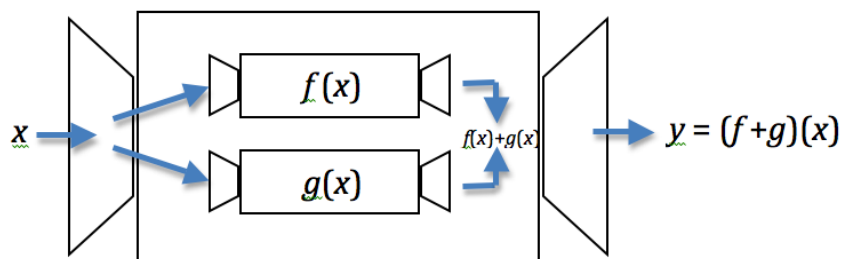 f(x)
x
f(x)+g(x)
y = (f+g)(x)
g(x)